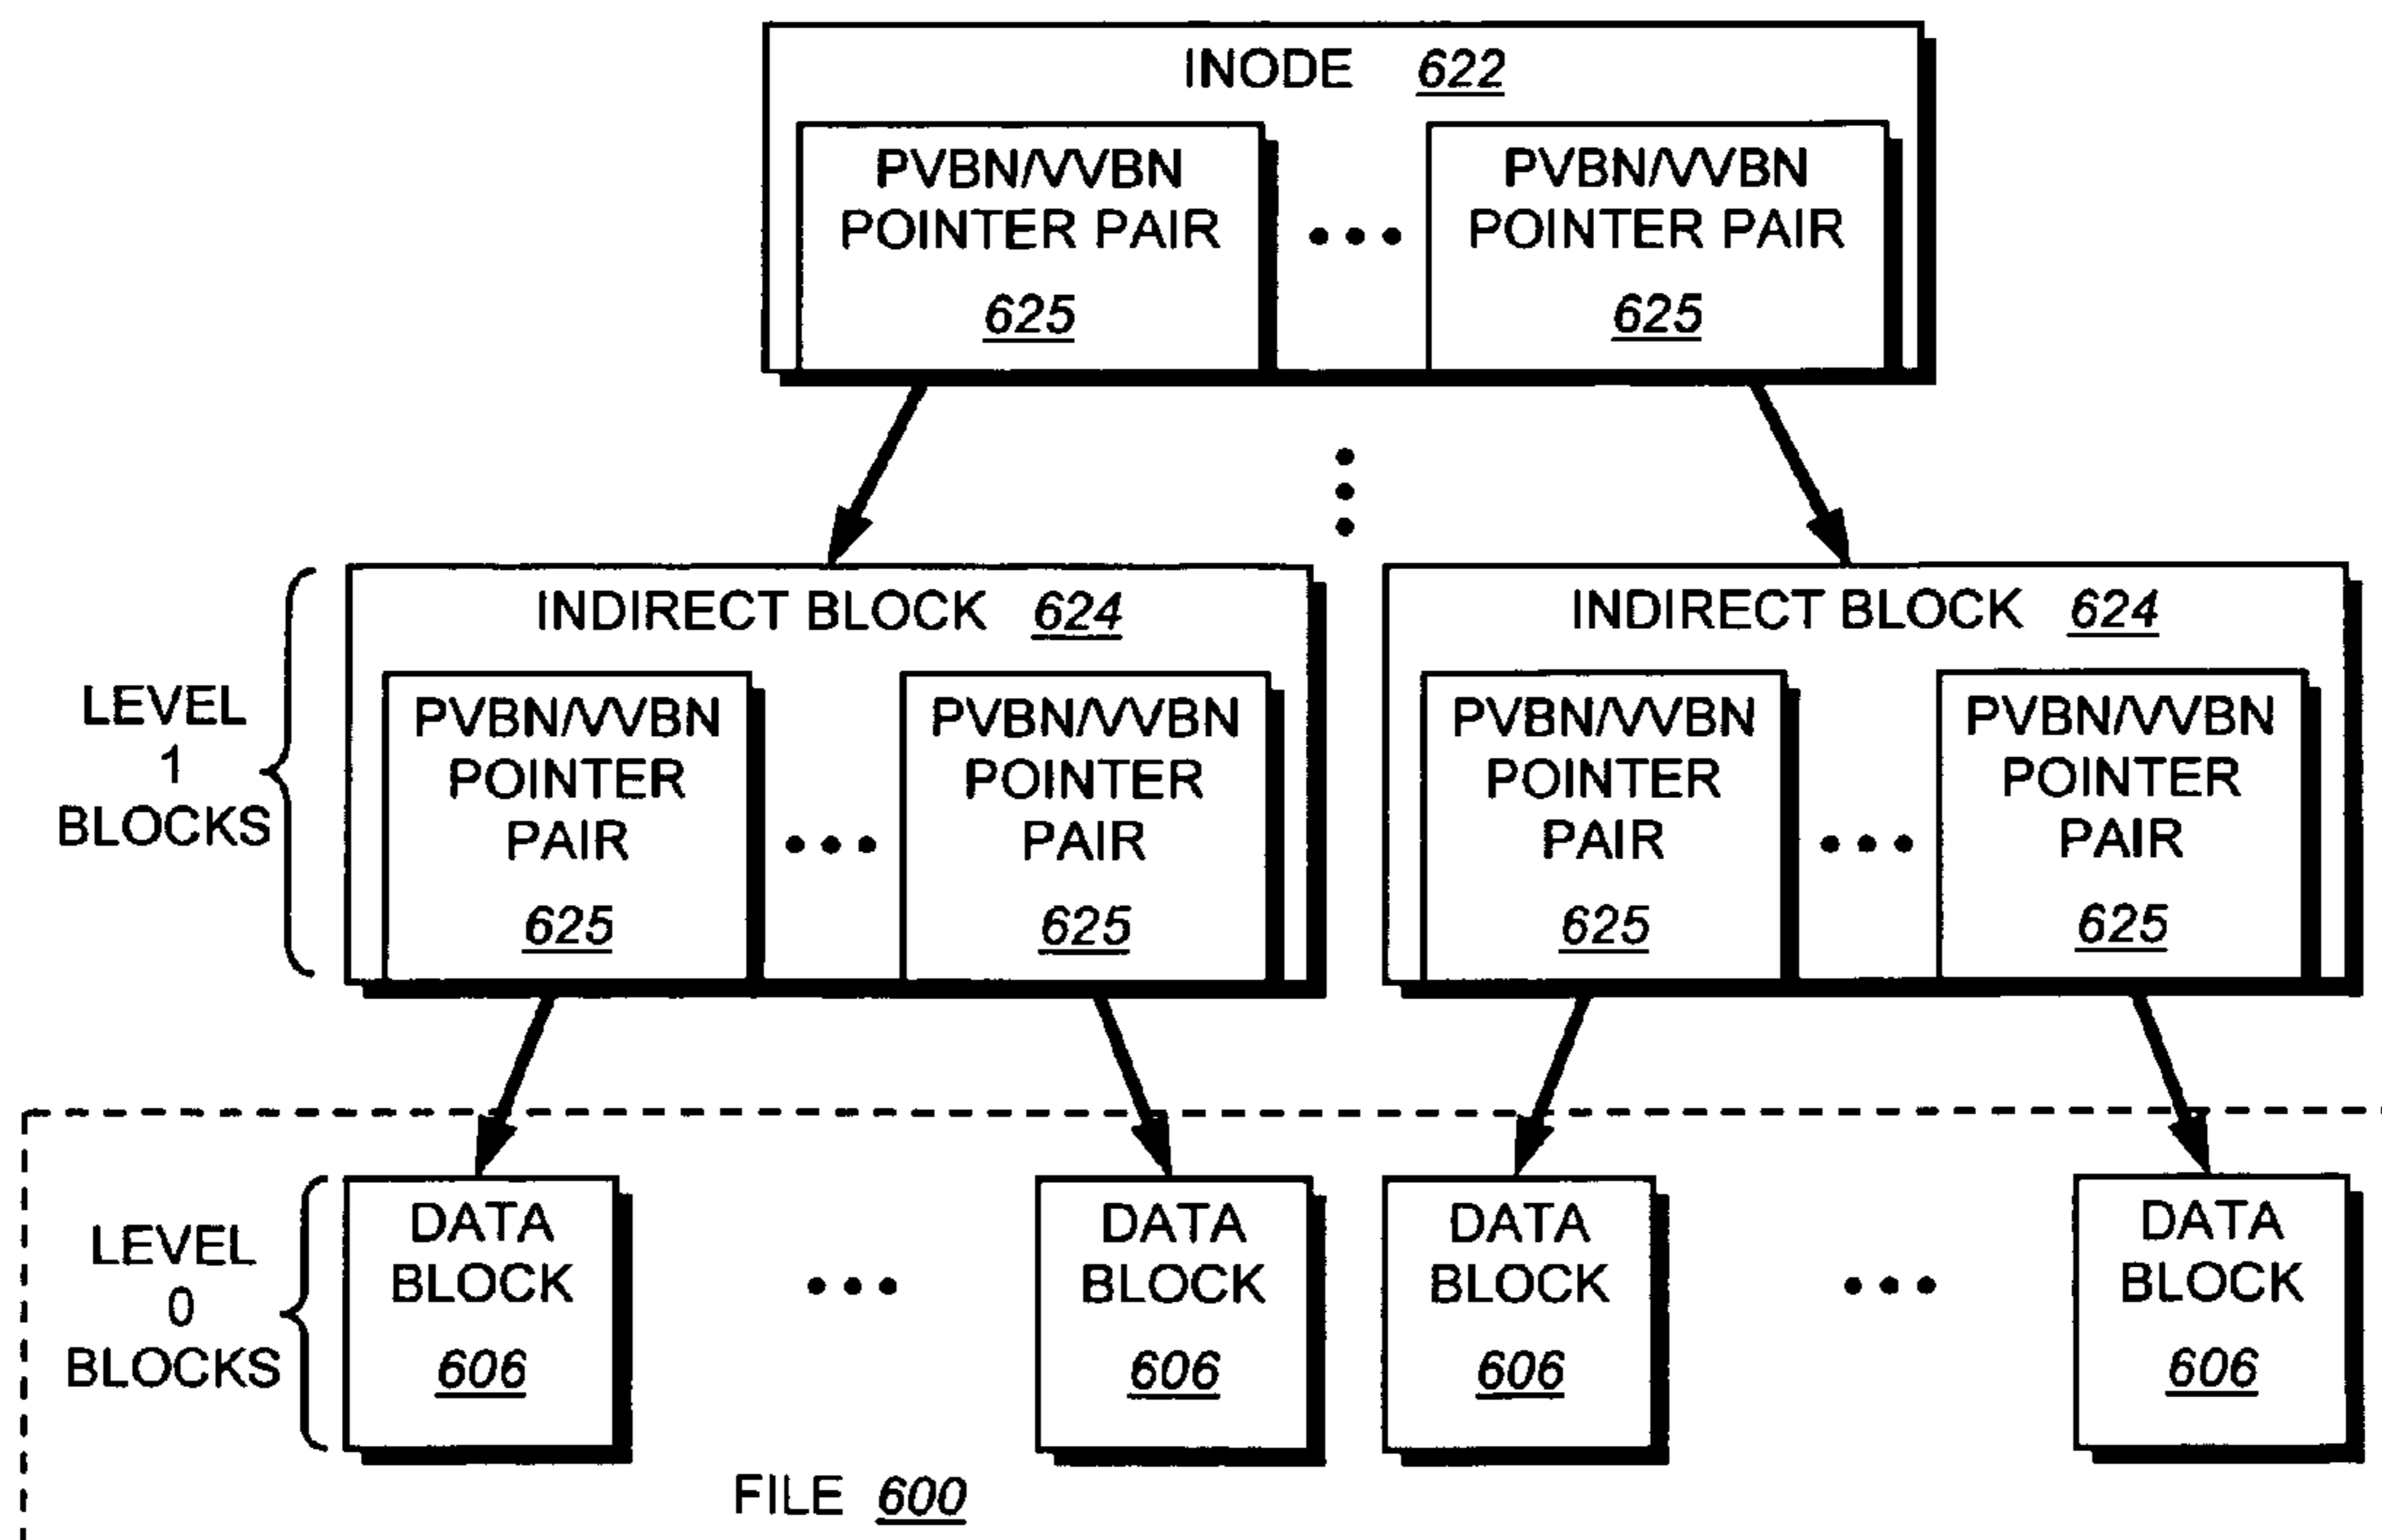 INODE 622
PVBN/VVBN
POINTER PAIR
625
PVBN/VVBN
POINTER PAIR
625
LEVEL
1
BLOCKS
INDIRECT BLOCK 624
PVBN/VVBN
POINTER
PAIR
625
PVBN/VVBN
POINTER
PAIR
625
INDIRECT BLOCK 624
PVBN/VVBN
POINTER
PAIR
625
PVBN/VVBN
POINTER
PAIR
625
LEVEL
0
BLOCKS
DATA
BLOCK
606
DATA
BLOCK
606
DATA
BLOCK
606
DATA
BLOCK
606
FILE 600